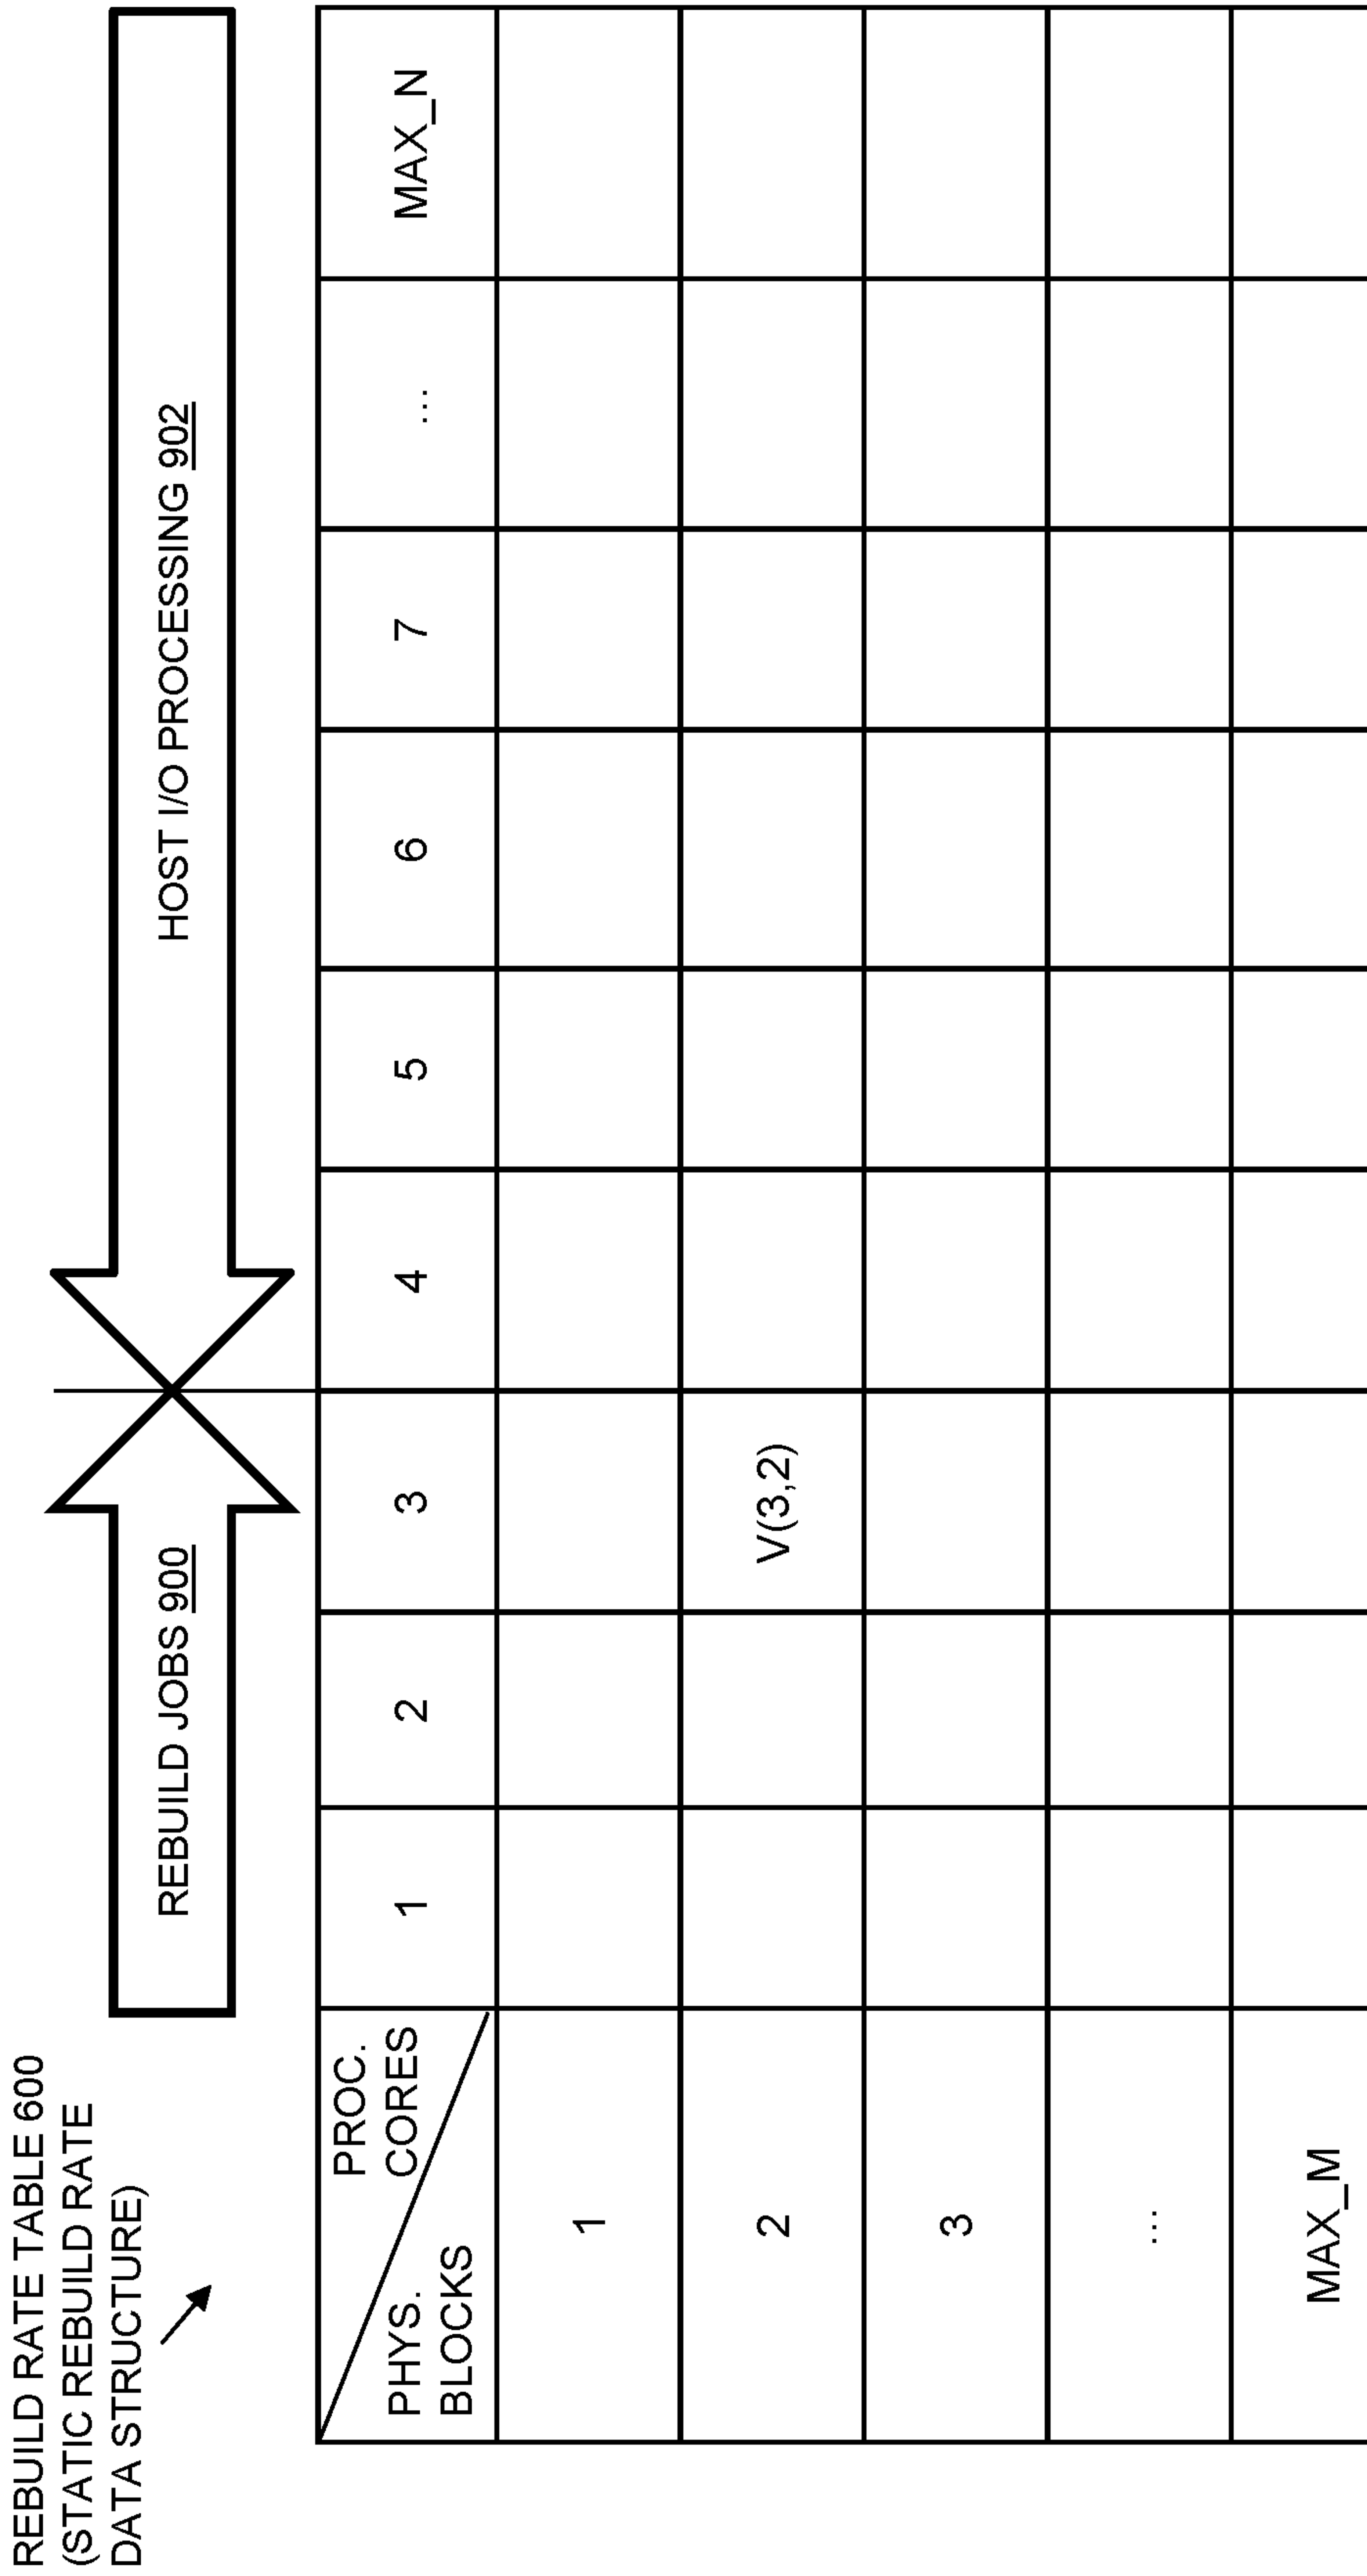 REBUILD RATE TABLE 600
(STATIC REBUILD RATE
DATA STRUCTURE)
REBUILD JOBS 900
HOST I/O PROCESSING 902
PROC.
CORES
PHYS.
BLOCKS
1
2
3
4
5
6
7
...
MAX_N
1
2
V(3,2)
3
...
MAX_M